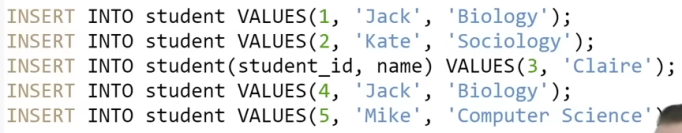 INSERT INTO student VALUES(1, 'Jack', 'Biology');
INSERT INTO student VALUES(2, 'Kate', 'Sociology');
INSERT INTO student(student_id, name) VALUES(3, 'Claire');
INSERT INTO student VALUES(4, 'Jack', 'Biology');
INSERT INTO student VALUES(5, 'Mike', 'Computer Science')